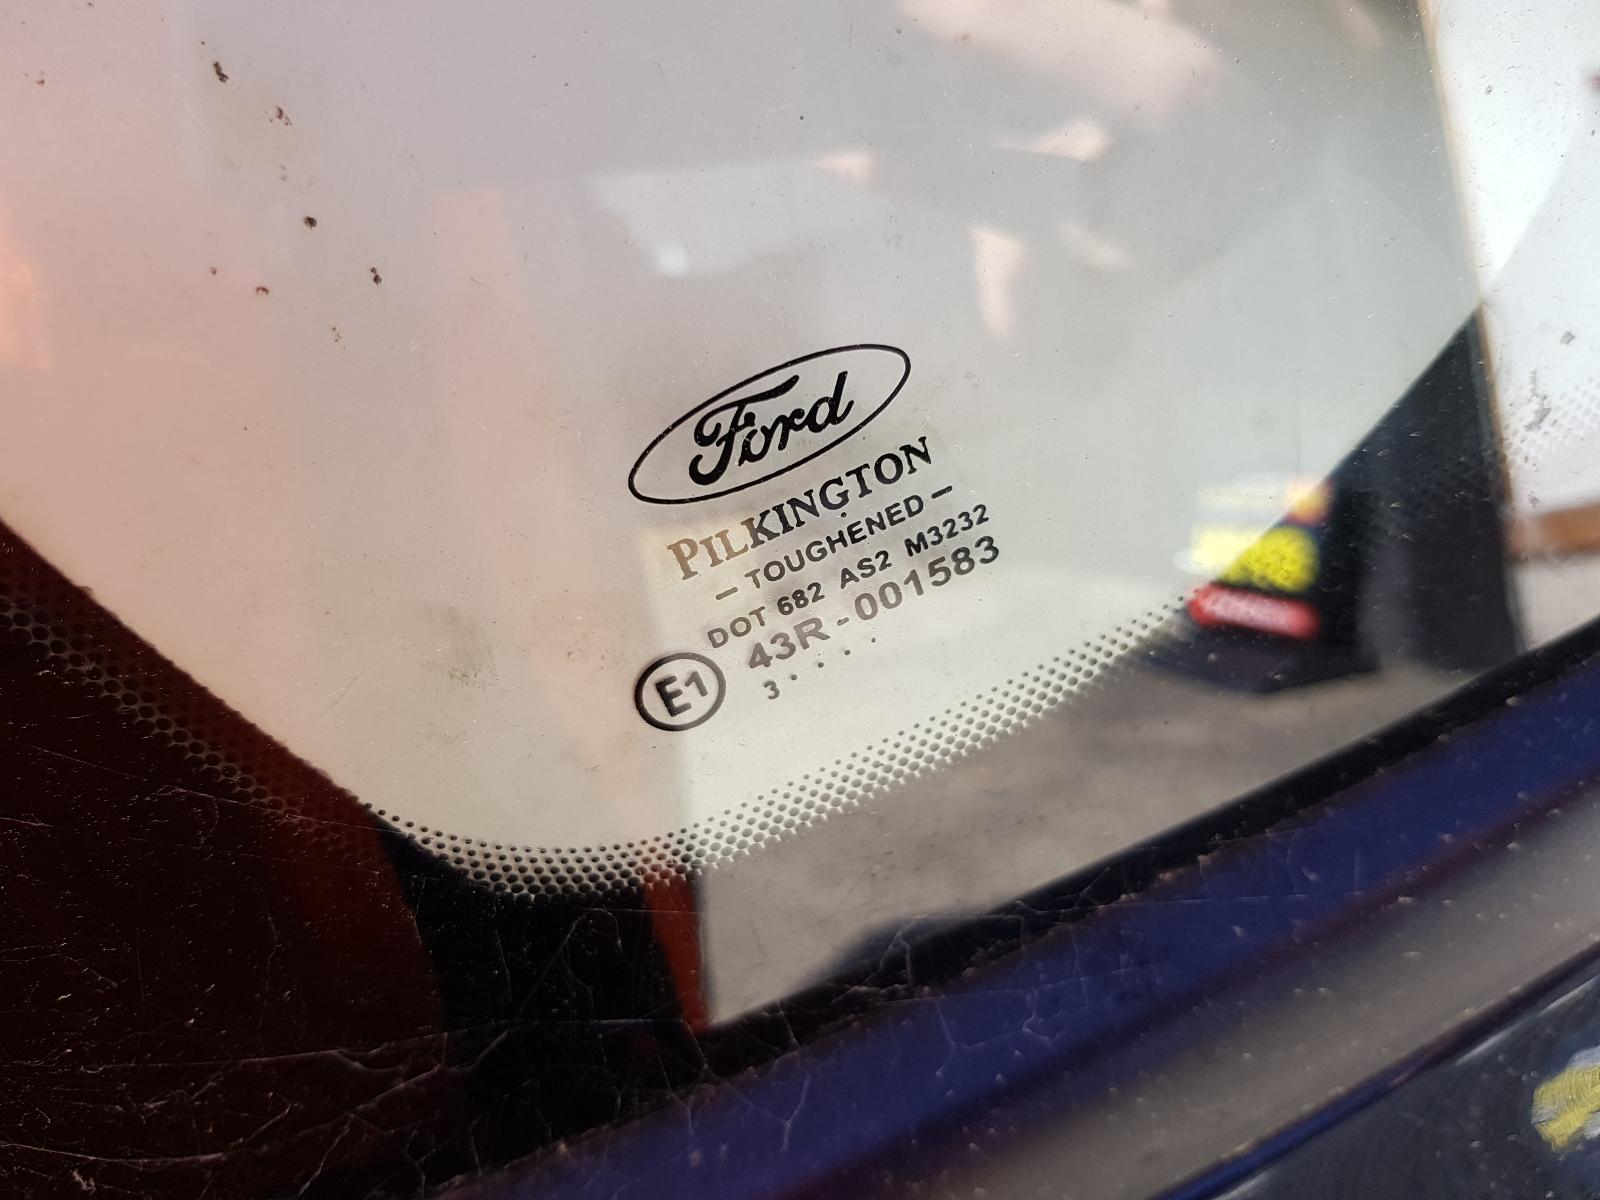 Ford
PILKINGTON
– TOUGHENED –
DOT 682 AS2 M3232
43R-001583
E1
3 . . . .